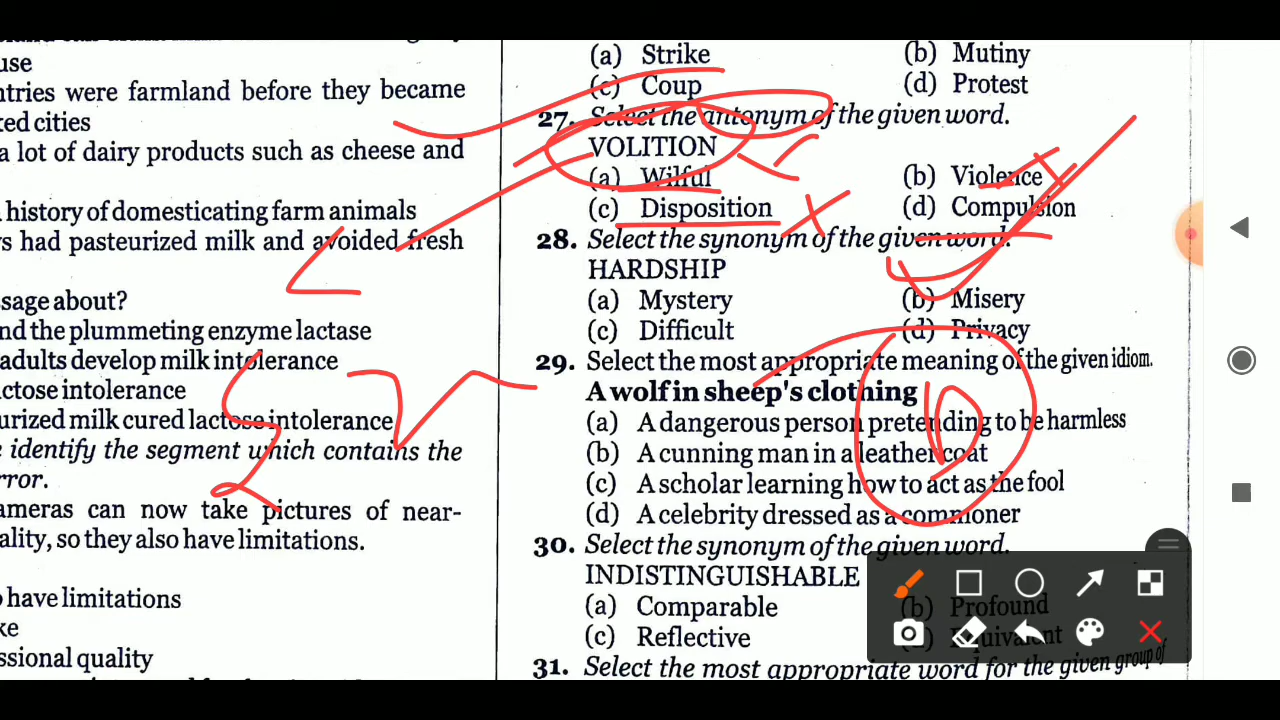 use
ntries were farmland before they became
ked cities
a lot of dairy products such as cheese and
history of domesticating farm animals
s had pasteurized milk and avoided fresh
ssage about?
nd the plummeting enzyme lactase
adults develop milk intolerance
actose intolerance
urized milk cured lactose intolerance
e identify the segment which contains the
rror.
ameras can now take pictures of near-
ality, so they also have limitations.
o have limitations
ke
essional quality
(a) Strike (b) Mutiny
(c) Coup (d) Protest
27. Select the antonym of the given word.
VOLITION
(a) Wilful (b) Violence
(c) Disposition (d) Compulsion
28. Select the synonym of the given word.
HARDSHIP
(a) Mystery (b) Misery
(c) Difficult (d) Privacy
29. Select the most appropriate meaning of the given idiom.
A wolf in sheep's clothing
(a) A dangerous person pretending to be harmless
(b) A cunning man in a leather coat
(c) A scholar learning how to act as the fool
(d) A celebrity dressed as a commoner
D
30. Select the synonym of the given word.
INDISTINGUISHABLE
(a) Comparable (b) Profound
(c) Reflective (d) Equivalent
31. Select the most appropriate word for the given group of